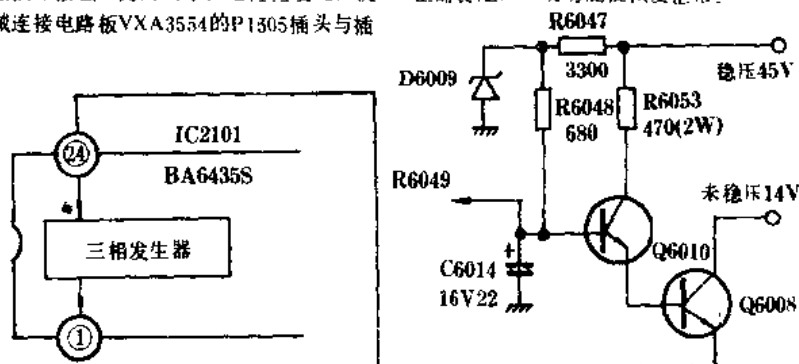 械连接电路板VXA3554的P1305插头与插
R6047
3300
稳压45V
D6009
R6048
680
R6053
470(2W)
24
IC2101
BA6435S
R6049
未稳压14V
三相发生器
Q6010
C6014
16V22
Q6008
1